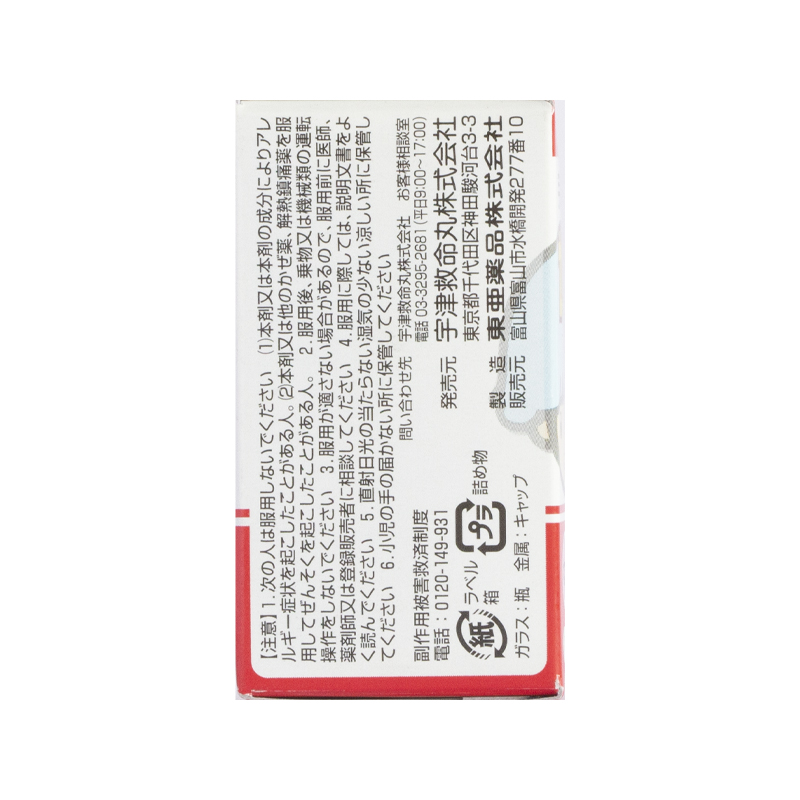 【注意】1.次の人は服用しないでください (1)本剤又は本剤の成分によりアレ
ルギー症状を起こしたことがある人。(2)本剤又は他のかぜ薬、解熱鎮痛薬を服
用してぜんそくを起こしたことがある人。 2.服用後、乗物又は機械類の運転
操作をしないでください 3.服用が適さない場合があるので、服用前に医師、
薬剤師又は登録販売者に相談してください 4.服用に際しては、説明文書をよ
く読んでください 5.直射日光の当たらない湿気の少ない涼しい所に保管し
てください 6.小児の手の届かない所に保管してください
問い合わせ先 宇津救命丸株式会社 お客様相談室
電話 03-3295-2681(平日9:00~17:00)
発売元 宇津救命丸株式会社
東京都千代田区神田駿河台3-3
製造販売元 東亜薬品株式会社
富山県富山市水橋開発277番10
副作用被害救済制度
電話:0120-149-931
紙 ラベル 箱
プラ 詰め物
ガラス:瓶 金属:キャップ